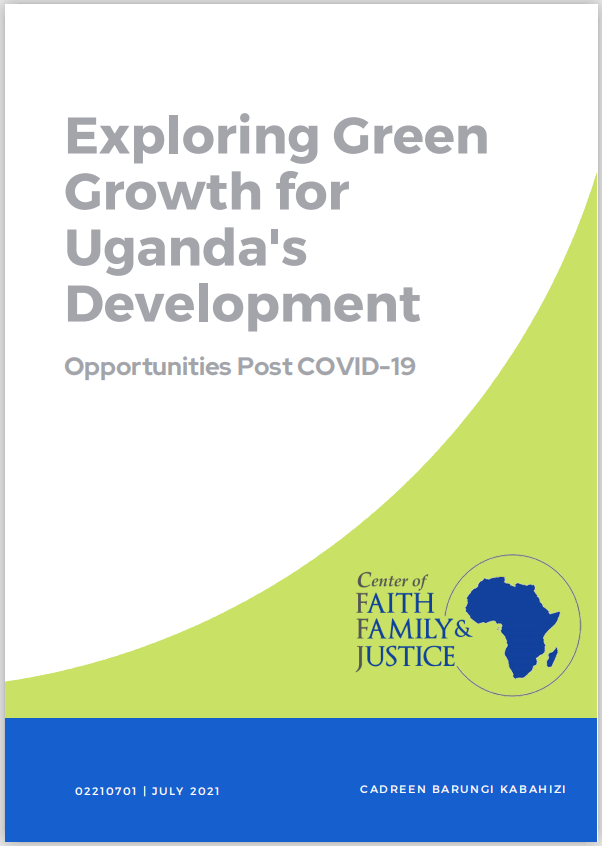 Exploring Green
Growth for
Uganda's
Development
Opportunities Post COVID-19
Center of
FAITH
FAMILY&
JUSTICE
02210701 | JULY 2021
CADREEN BARUNGI KABAHIZI